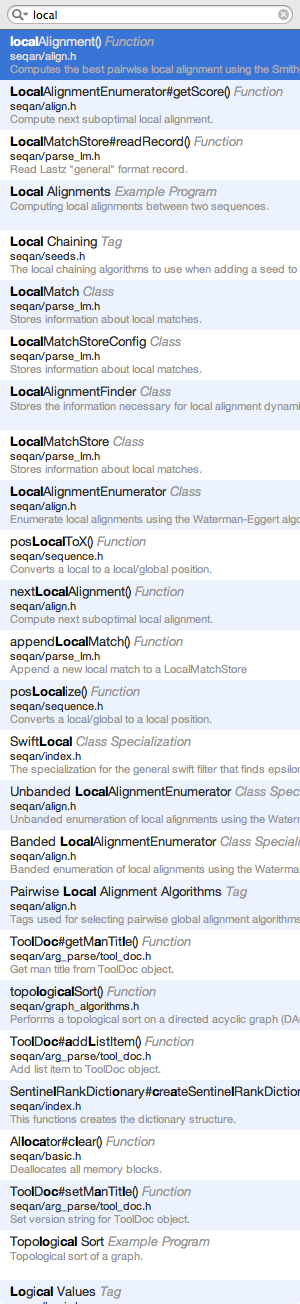 local
localAlignment() Function
seqan/align.h
Computes the best pairwise local alignment using the Smith
LocalAlignmentEnumerator#getScore() Function
seqan/align.h
Compute next suboptimal local alignment.
LocalMatchStore#readRecord() Function
seqan/parse_lm.h
Read Lastz "general" format record.
Local Alignments Example Program
Computing local alignments between two sequences.
Local Chaining Tag
seqan/seeds.h
The local chaining algorithms to use when adding a seed to
LocalMatch Class
seqan/parse_lm.h
Stores information about local matches.
LocalMatchStoreConfig Class
seqan/parse_lm.h
Stores information about local matches.
LocalAlignmentFinder Class
Stores the information necessary for local alignment dynami
LocalMatchStore Class
seqan/parse_lm.h
Stores information about local matches.
LocalAlignmentEnumerator Class
seqan/align.h
Enumerate local alignments using the Waterman-Eggert algo
posLocalToX() Function
seqan/sequence.h
Converts a local to a local/global position.
nextLocalAlignment() Function
seqan/align.h
Compute next suboptimal local alignment.
appendLocalMatch() Function
seqan/parse_lm.h
Append a new local match to a LocalMatchStore
posLocalize() Function
seqan/sequence.h
Converts a local/global to a local position.
SwiftLocal Class Specialization
seqan/index.h
The specialization for the general swift filter that finds epsilon
Unbanded LocalAlignmentEnumerator Class Spec
seqan/align.h
Unbanded enumeration of local alignments using the Watern
Banded LocalAlignmentEnumerator Class Speciali
seqan/align.h
Banded enumeration of local alignments using the Waterma
Pairwise Local Alignment Algorithms Tag
seqan/align.h
Tags used for selecting pairwise global alignment algorithms
ToolDoc#getManTitle() Function
seqan/arg_parse/tool_doc.h
Get man title from ToolDoc object.
topologicalSort() Function
seqan/graph_algorithms.h
Performs a topological sort on a directed acyclic graph (DAG
ToolDoc#addListItem() Function
seqan/arg_parse/tool_doc.h
Add list item to ToolDoc object.
SentinelRankDictionary#createSentinelRankDiction
seqan/index.h
This functions creates the dictionary structure.
Allocator#clear() Function
seqan/basic.h
Deallocates all memory blocks.
ToolDoc#setManTitle() Function
seqan/arg_parse/tool_doc.h
Set version string for ToolDoc object.
Topological Sort Example Program
Topological sort of a graph.
Logical Values Tag